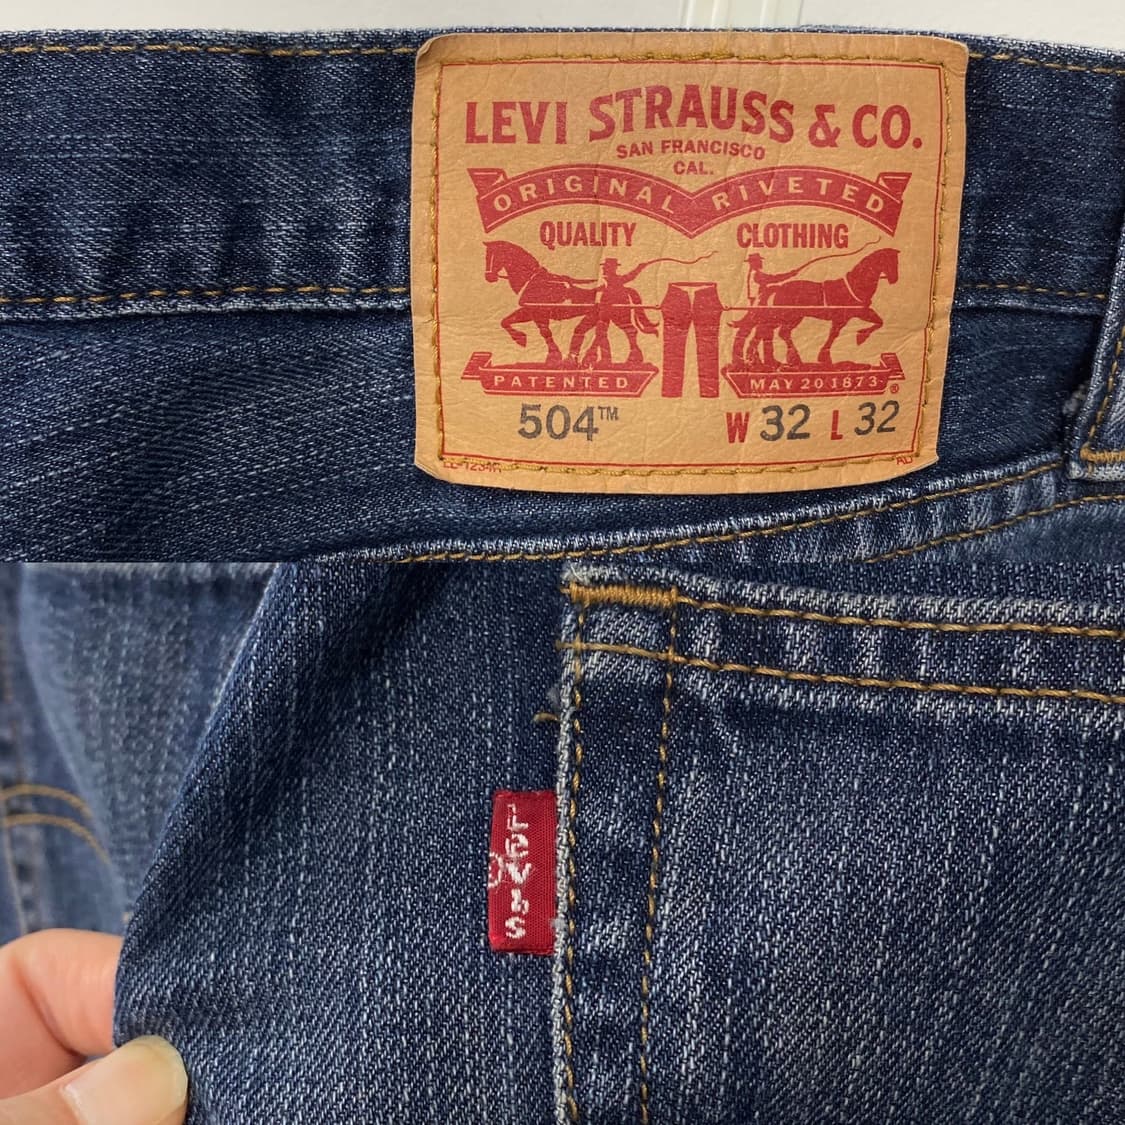 LEVI STRAUSS & CO.
SAN FRANCISCO
CAL.
ORIGINAL RIVETED
QUALITY CLOTHING
PATENTED MAY 20 1873 ®
504™ W 32 L 32
LEVI'S